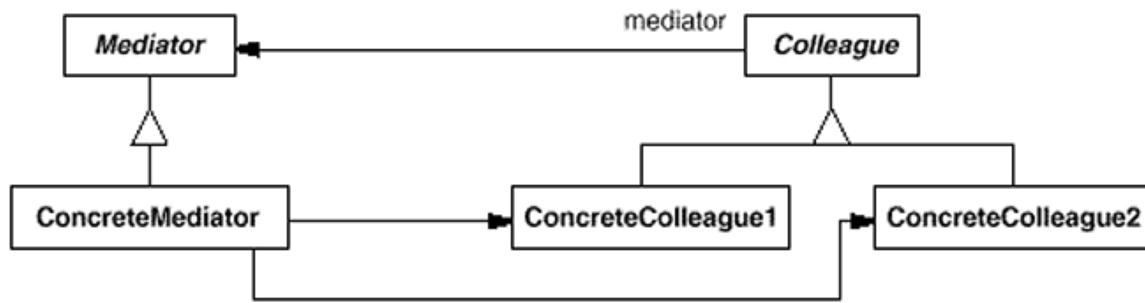 mediator
Mediator
Colleague
ConcreteMediator
ConcreteColleague1
ConcreteColleague2